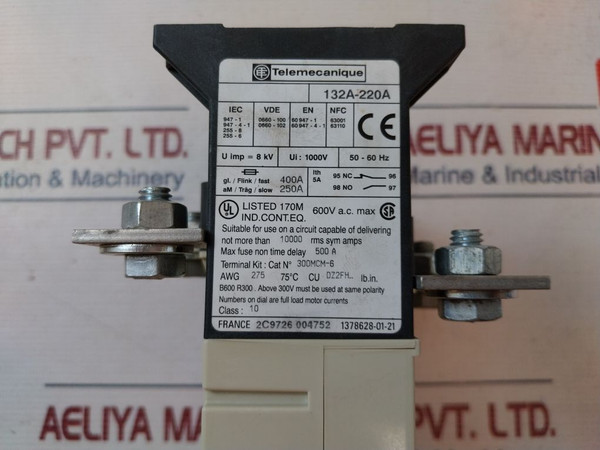 Telemecanique
132A-220A
IEC VDE EN NFC
947 - 1 0660 - 100 60 947 - 1 63001
947 - 4 - 1 0660 - 102 60 947 - 4 - 1 63110
255 - 8
255 - 6
CE
U imp = 8 kV Ui : 1000V 50 - 60 Hz
gL / Flink / fast 400A Ith 95 NC 96
aM / Träg / slow 250A 5A 98 NO 97
UL LISTED 170M 600V a.c. max SA
IND.CONT.EQ.
Suitable for use on a circuit capable of delivering
not more than 10000 rms sym amps
Max fuse non time delay 500 A
Terminal Kit : Cat N° 300MCM-6
AWG 275 75°C CU DZ2FH… lb.in.
B600 R300 . Above 300V must be used at same polarity
Numbers on dial are full load motor currents
Class : 10
FRANCE 2C9726 004752 1378628-01-21
CH PVT. LTD.
AELIYA MARIN
ation & Machinery
Marine & Industrial
AELIYA MAR
PVT. LTD.